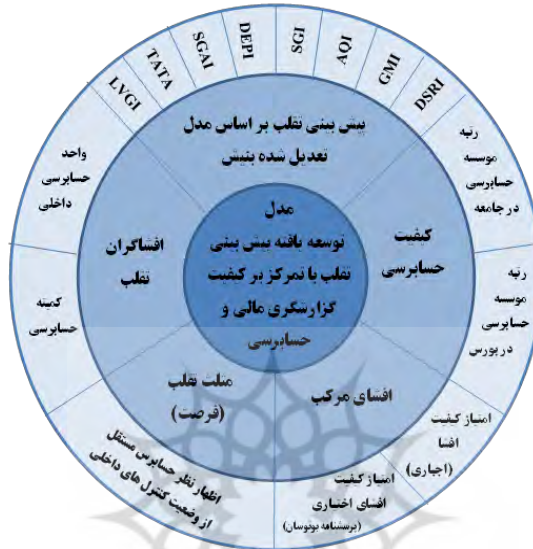 LVGI
TATA
SGAI
DEPI
SGI
AQI
GMI
DSRI
پیش بینی تقلب بر اساس مدل
تعدیل شده بنیش
رتبه
موسسه
حسابرسی
در جامعه
واحد
حسابرسی
داخلی
کیفیت
حسابرسی
افشاگران
تقلب
مدل
توسعه یافته پیش بینی
تقلب با تمرکز بر کیفیت
گزارشگری مالی و
حسابرسی
رتبه
موسسه
حسابرسی
در بورس
کمیته
حسابرسی
افشای مرکب
مثلث تقلب
(فرصت)
امتیاز کیفیت
افشا
(اجباری)
امتیاز کیفیت
افشای اختیاری
(پرسشنامه بوتوسان)
اظهار نظر حسابرس مستقل
از وضعیت کنترل های داخلی